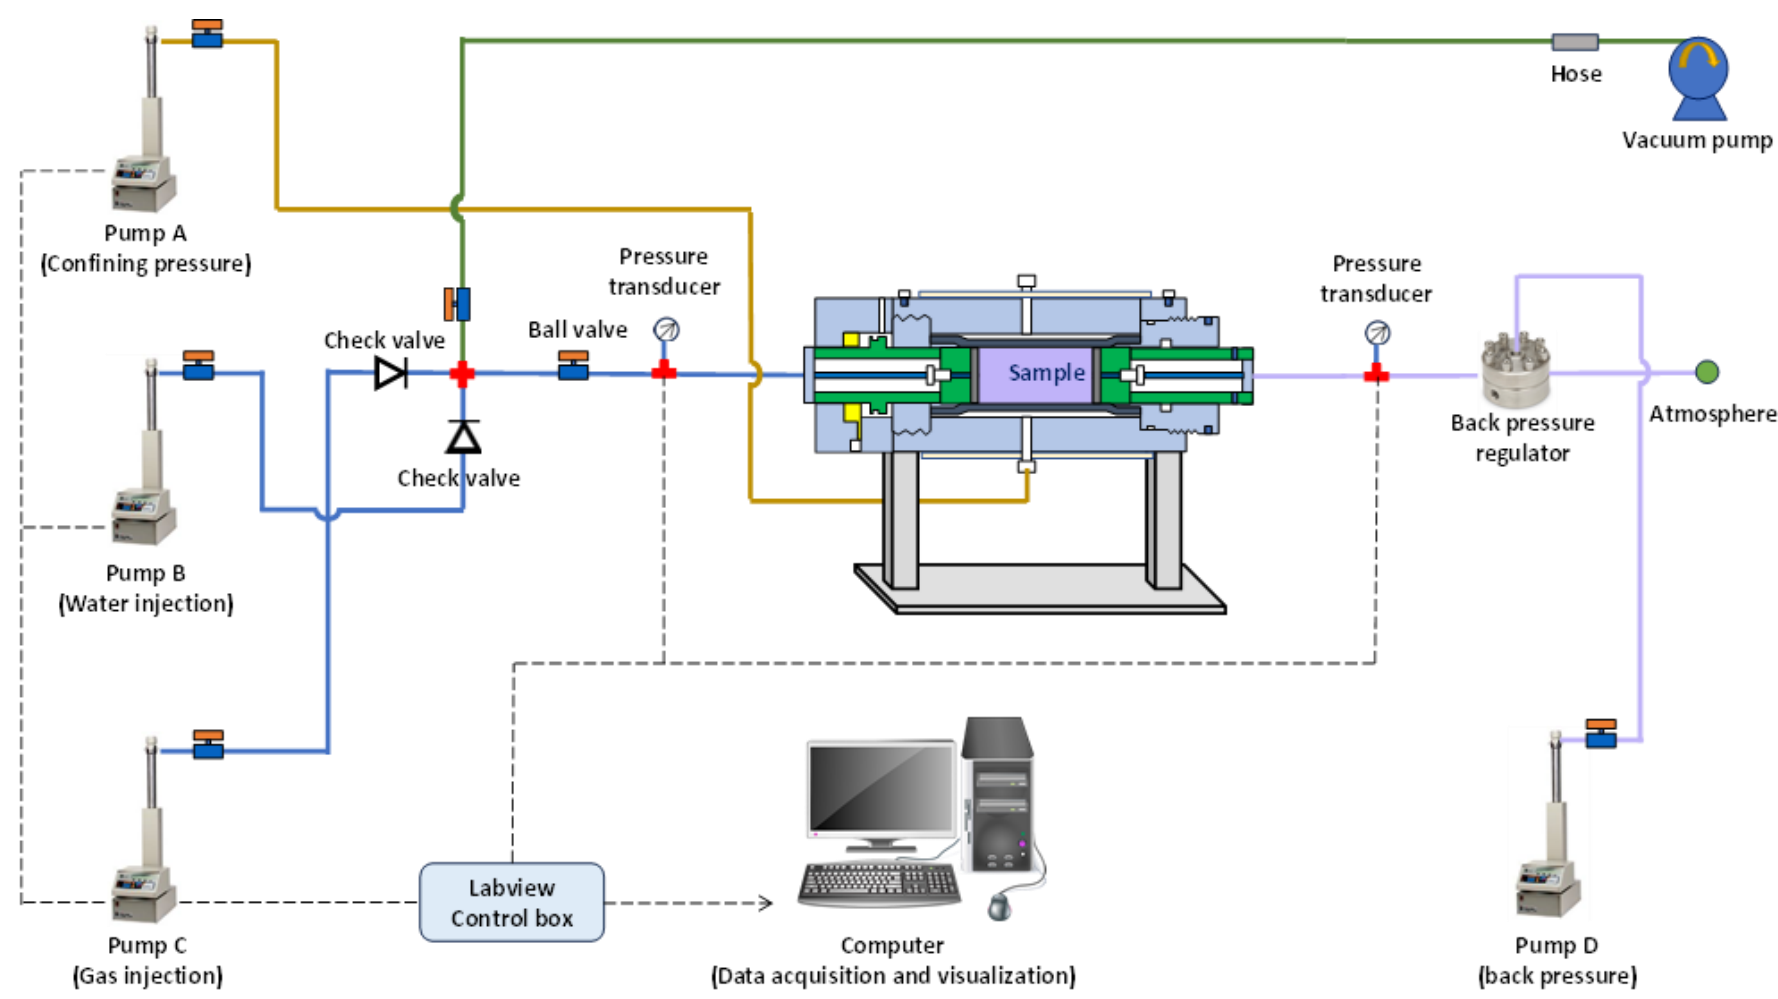 Hose
Vacuum pump
Pump A
(Confining pressure)
Pressure
transducer
Pressure
transducer
Check valve
Ball valve
Sample
Back pressure
regulator
Atmosphere
Check valve
Pump B
(Water injection)
Labview
Control box
Pump C
(Gas injection)
Computer
(Data acquisition and visualization)
Pump D
(back pressure)